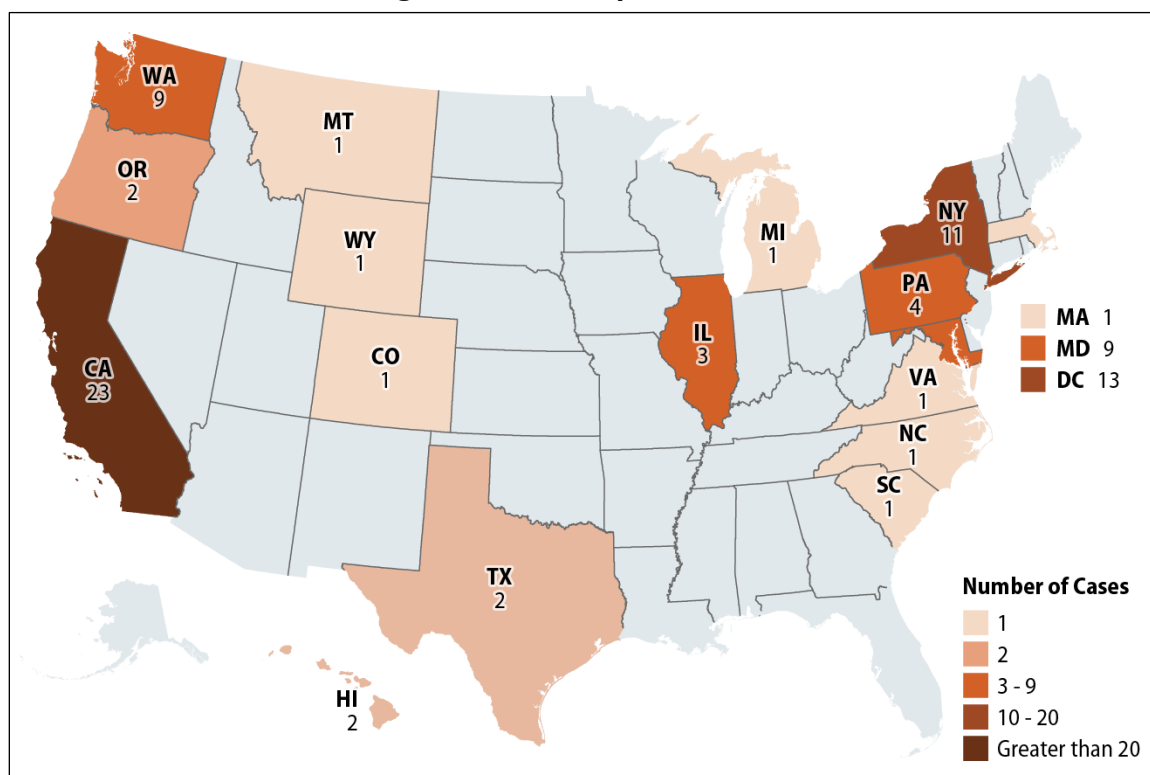 WA
9
MT
1
OR
2
WY
1
MI
1
NY
11
PA
4
IL
3
CO
1
CA
23
MA 1
MD 9
DC 13
VA
1
NC
1
SC
1
TX
2
HI
2
Number of Cases
1
2
3 - 9
10 - 20
Greater than 20